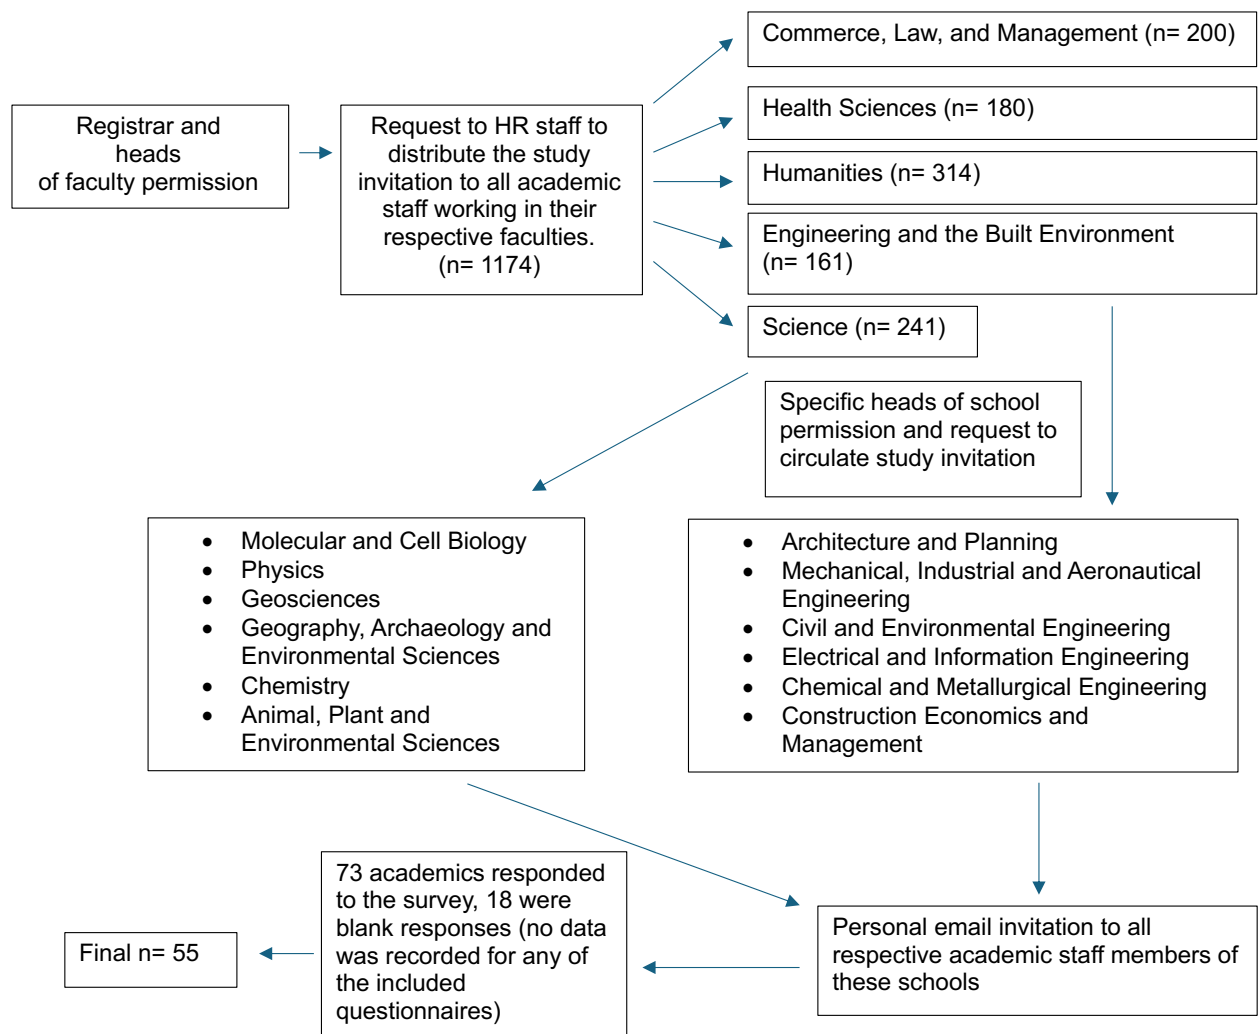 Registrar and
heads
of faculty permission
Request to HR staff to
distribute the study
invitation to all academic
staff working in their
respective faculties.
(n= 1174)
Commerce, Law, and Management (n= 200)
Health Sciences (n= 180)
Humanities (n= 314)
Engineering and the Built Environment
(n= 161)
Science (n= 241)
Specific heads of school
permission and request to
circulate study invitation
• Molecular and Cell Biology
• Physics
• Geosciences
• Geography, Archaeology and
Environmental Sciences
• Chemistry
• Animal, Plant and
Environmental Sciences
• Architecture and Planning
• Mechanical, Industrial and Aeronautical
Engineering
• Civil and Environmental Engineering
• Electrical and Information Engineering
• Chemical and Metallurgical Engineering
• Construction Economics and
Management
Personal email invitation to all
respective academic staff members of
these schools
73 academics responded
to the survey, 18 were
blank responses (no data
was recorded for any of
the included
questionnaires)
Final n= 55